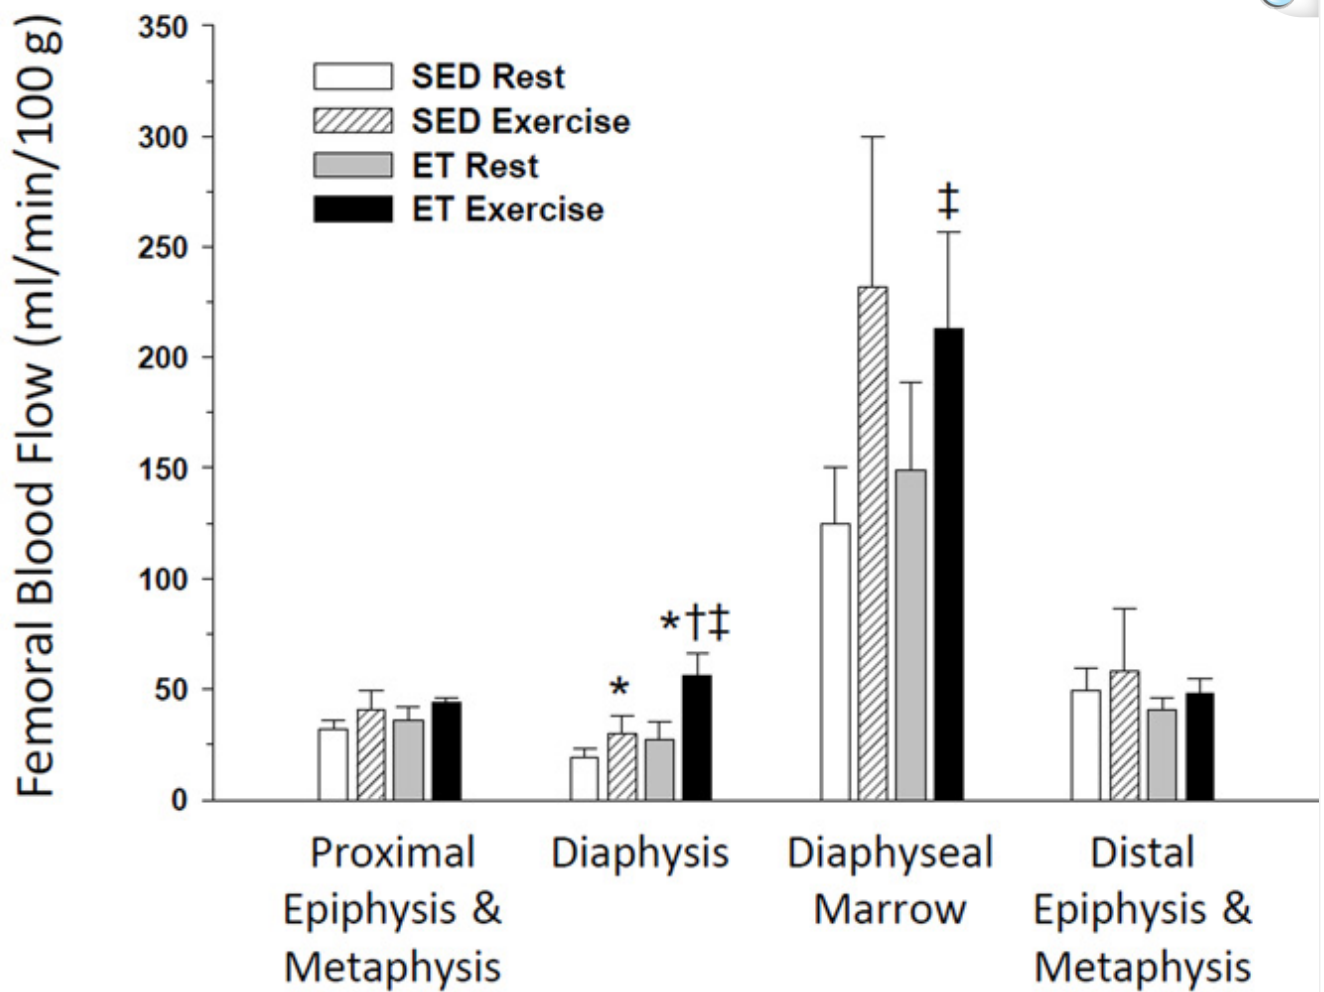 Femoral Blood Flow (ml/min/100 g)
350
300
250
200
150
100
50
0
SED Rest
SED Exercise
ET Rest
ET Exercise
*
*†‡
‡
Proximal
Epiphysis &
Metaphysis
Diaphysis
Diaphyseal
Marrow
Distal
Epiphysis &
Metaphysis